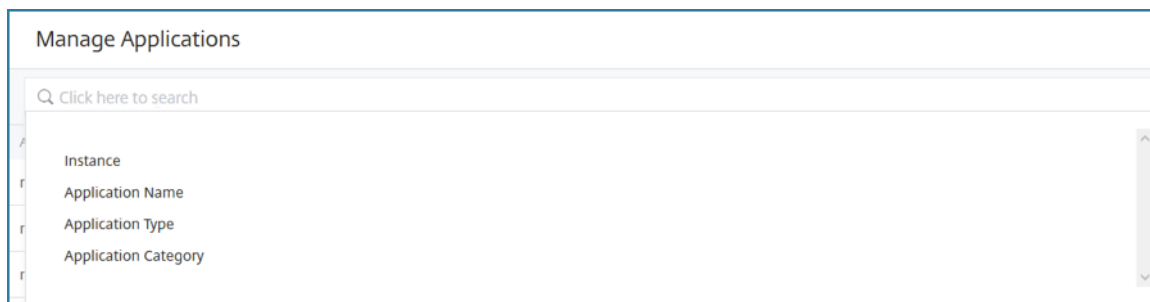 Manage Applications
Click here to search
Instance
Application Name
Application Type
Application Category